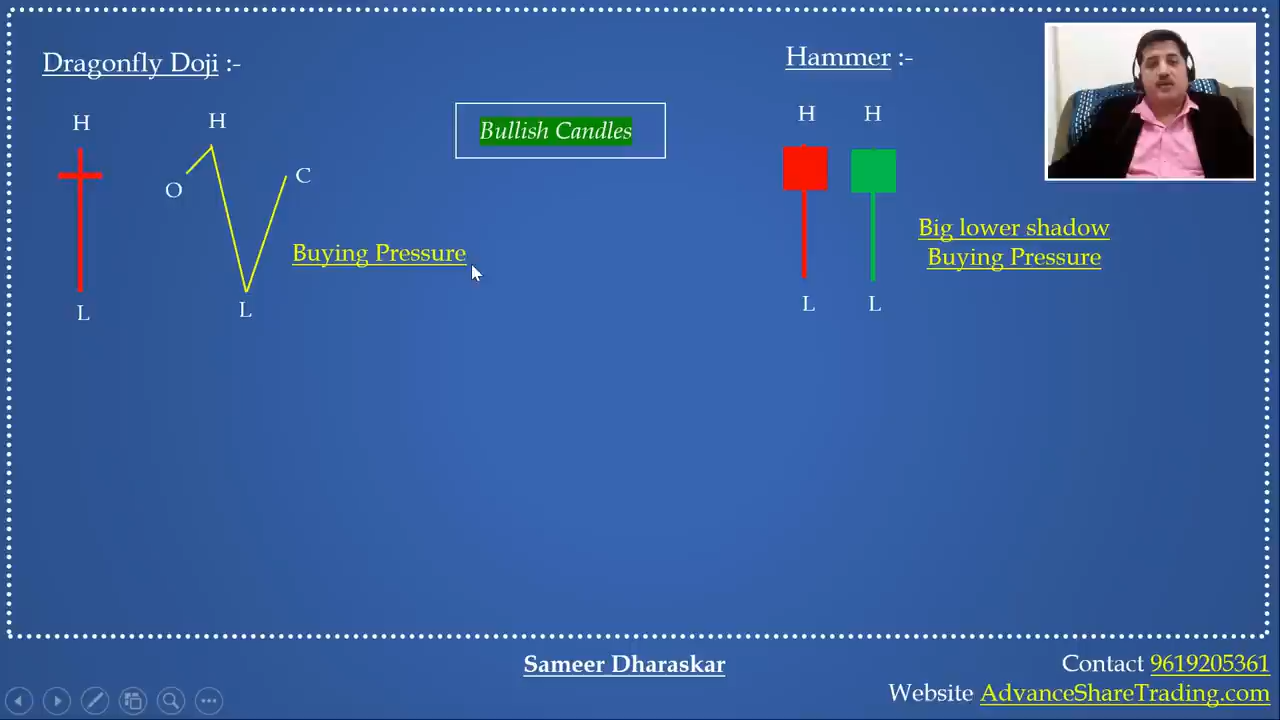 Dragonfly Doji :-
H
H
O
C
L
L
Buying Pressure
Bullish Candles
Hammer :-
H H
L L
Big lower shadow
Buying Pressure
Sameer Dharaskar
Contact 9619205361
Website AdvanceShareTrading.com